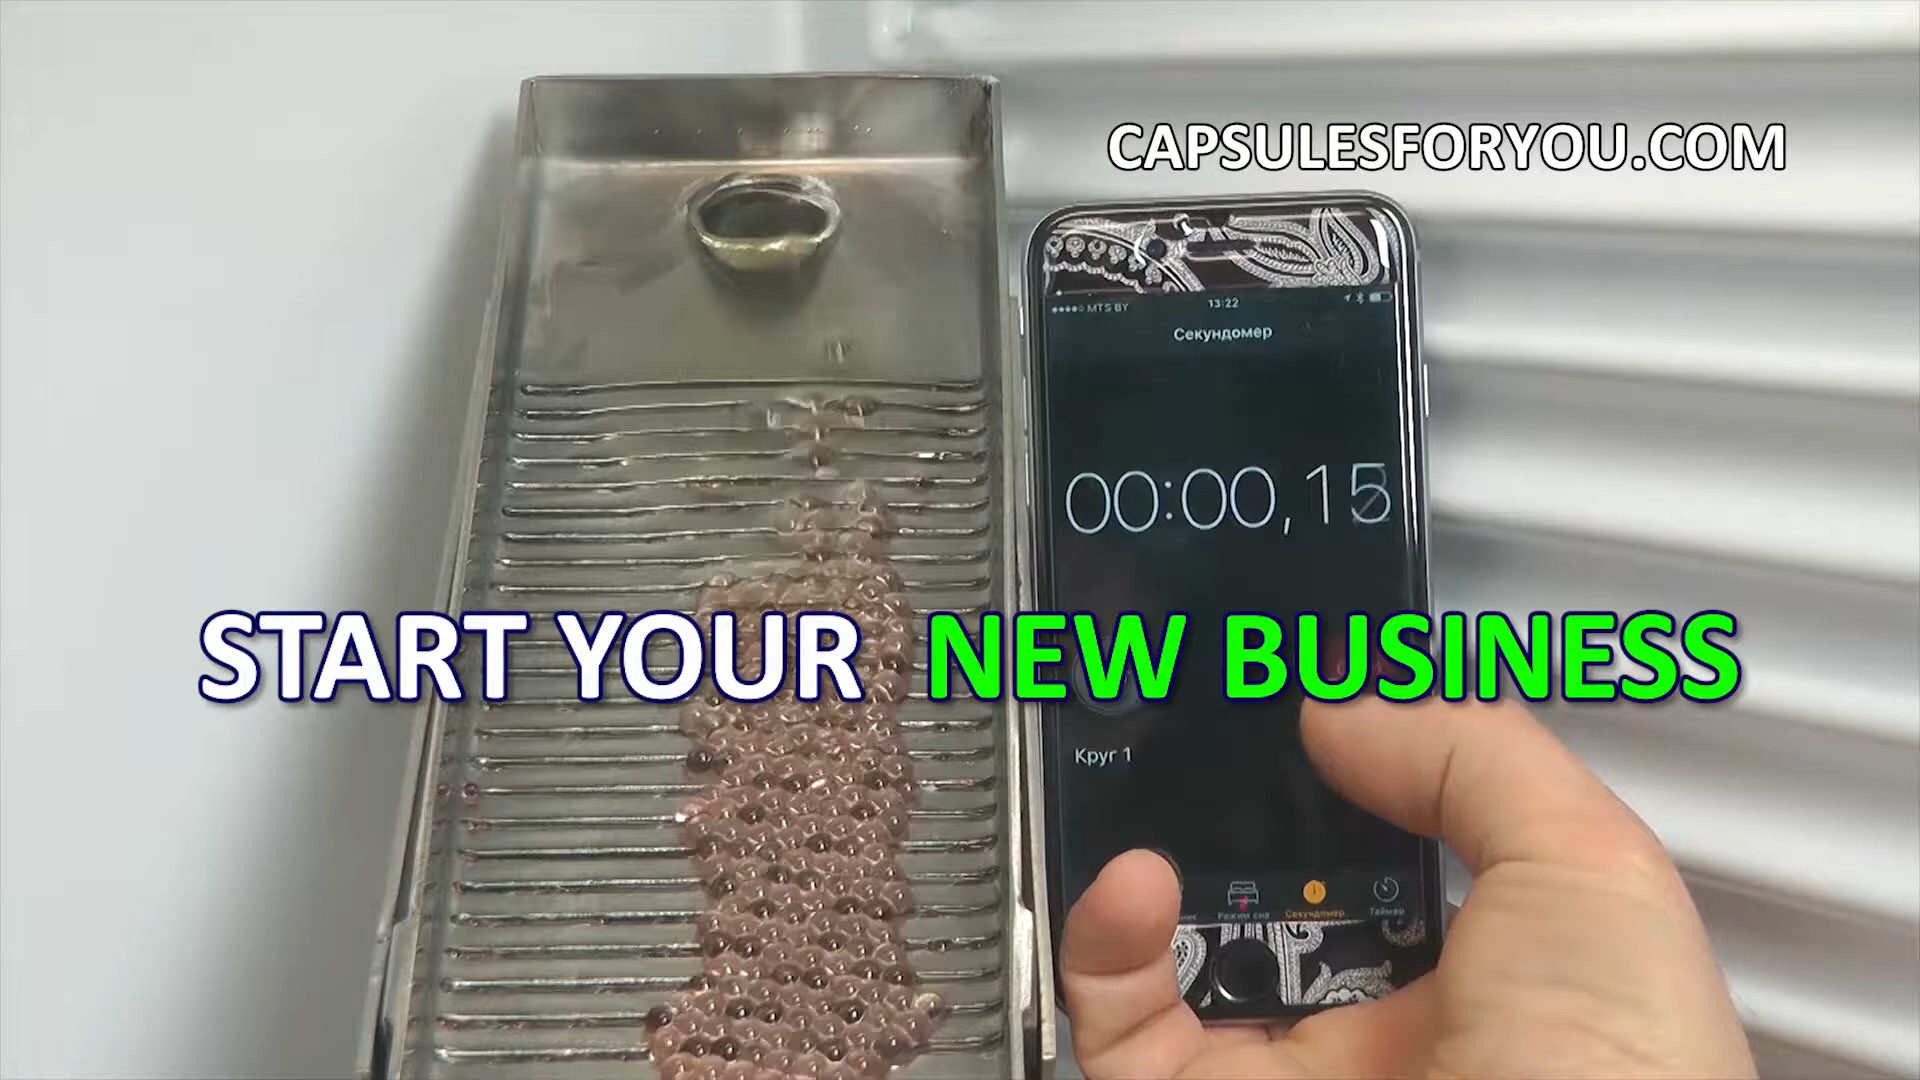 CAPSULESFORYOU.COM
MTS BY 13:22
Секундомер
00:00,15
START YOUR NEW BUSINESS
Круг 1
Режим сна Секундомер Таймер